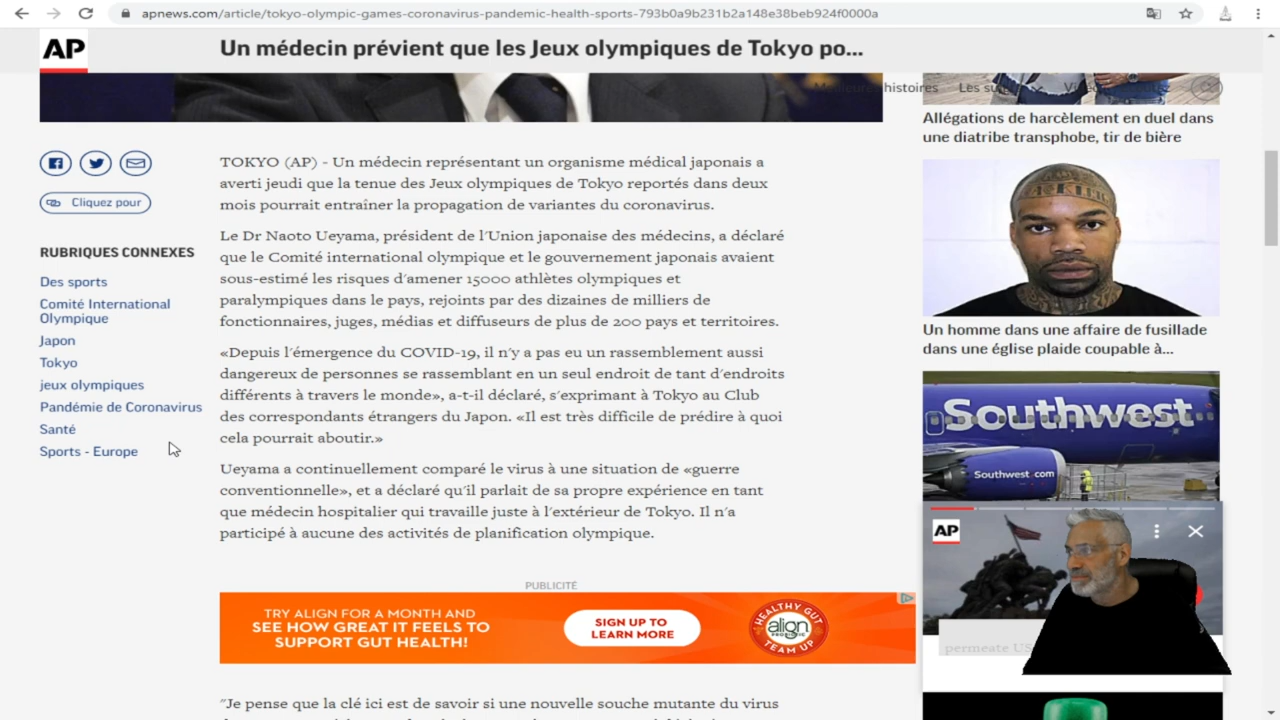 apnews.com/article/tokyo-olympic-games-coronavirus-pandemic-health-sports-793b0a9b231b2a148e38beb924f0000a
AP
Un médecin prévient que les Jeux olympiques de Tokyo po...
histoires
Cliquez pour
RUBRIQUES CONNEXES
Des sports
Comité International
Olympique
Japon
Tokyo
jeux olympiques
Pandémie de Coronavirus
Santé
Sports - Europe
TOKYO (AP) - Un médecin représentant un organisme médical japonais a
averti jeudi que la tenue des Jeux olympiques de Tokyo reportés dans deux
mois pourrait entraîner la propagation de variantes du coronavirus.
Le Dr Naoto Ueyama, président de l'Union japonaise des médecins, a déclaré
que le Comité international olympique et le gouvernement japonais avaient
sous-estimé les risques d'amener 15000 athlètes olympiques et
paralympiques dans le pays, rejoints par des dizaines de milliers de
fonctionnaires, juges, médias et diffuseurs de plus de 200 pays et territoires.
«Depuis l'émergence du COVID-19, il n'y a pas eu un rassemblement aussi
dangereux de personnes se rassemblant en un seul endroit de tant d'endroits
différents à travers le monde», a-t-il déclaré, s'exprimant à Tokyo au Club
des correspondants étrangers du Japon. «Il est très difficile de prédire à quoi
cela pourrait aboutir.»
Ueyama a continuellement comparé le virus à une situation de «guerre
conventionnelle», et a déclaré qu'il parlait de sa propre expérience en tant
que médecin hospitalier qui travaille juste à l'extérieur de Tokyo. Il n'a
participé à aucune des activités de planification olympique.
PUBLICITÉ
TRY ALIGN FOR A MONTH AND
SEE HOW GREAT IT FEELS TO
SUPPORT GUT HEALTH!
SIGN UP TO
LEARN MORE
HEALTHY GUT
align
PROBIOTIC
TEAM UP
"Je pense que la clé ici est de savoir si une nouvelle souche mutante du virus
Allégations de harcèlement en duel dans
une diatribe transphobe, tir de bière
Un homme dans une affaire de fusillade
dans une église plaide coupable à...
Southwest
Southwest.com
AP
permeate US